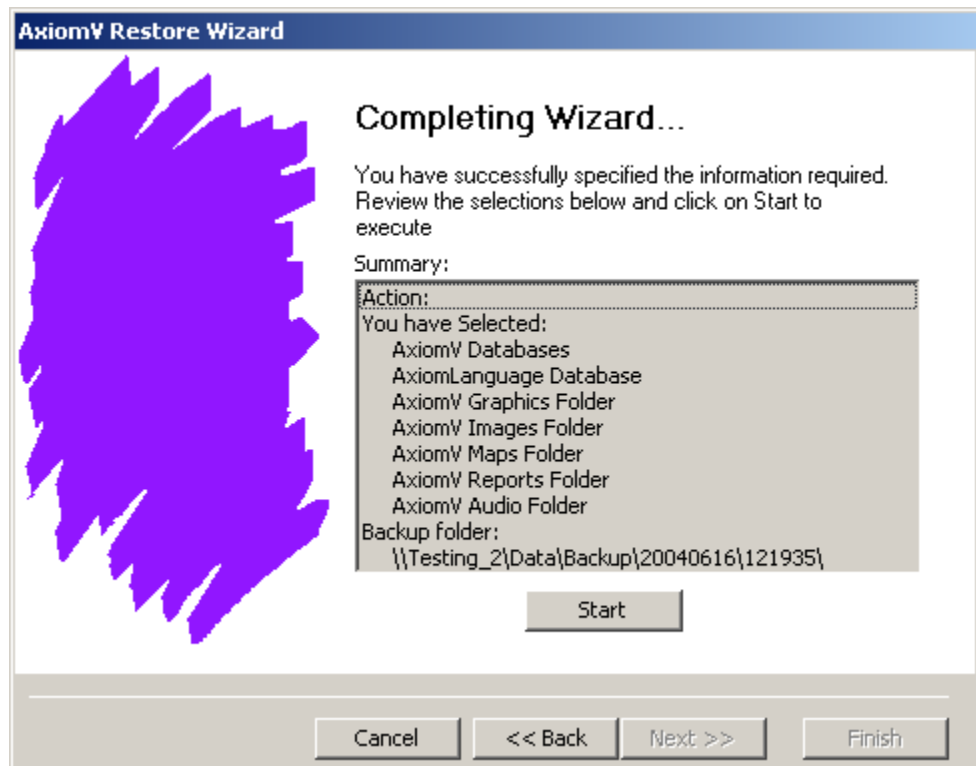 AxiomV Restore Wizard
Completing Wizard...
You have successfully specified the information required.
Review the selections below and click on Start to
execute
Summary:
Action:
You have Selected:
AxiomV Databases
AxiomLanguage Database
AxiomV Graphics Folder
AxiomV Images Folder
AxiomV Maps Folder
AxiomV Reports Folder
AxiomV Audio Folder
Backup folder:
\\Testing_2\Data\Backup\20040616\121935\
Start
Cancel << Back Next >> Finish